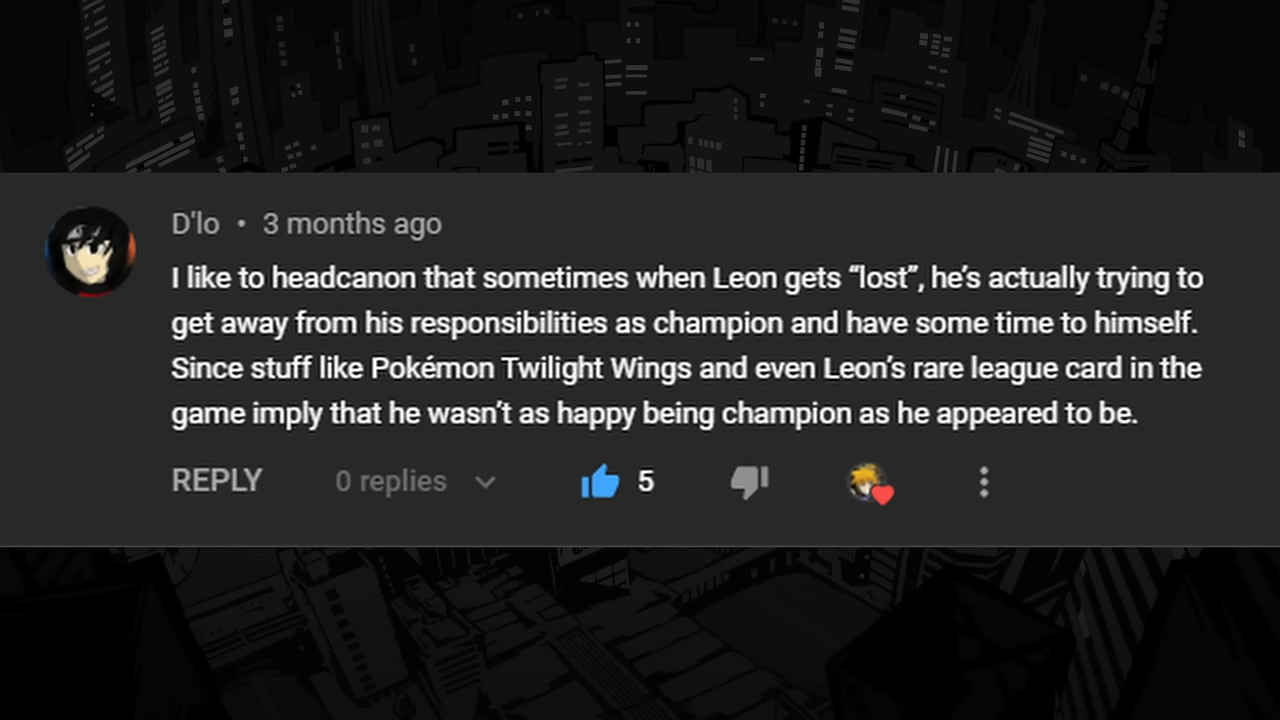 D'lo • 3 months ago
I like to headcanon that sometimes when Leon gets “lost”, he’s actually trying to
get away from his responsibilities as champion and have some time to himself.
Since stuff like Pokémon Twilight Wings and even Leon’s rare league card in the
game imply that he wasn’t as happy being champion as he appeared to be.
REPLY 0 replies 5